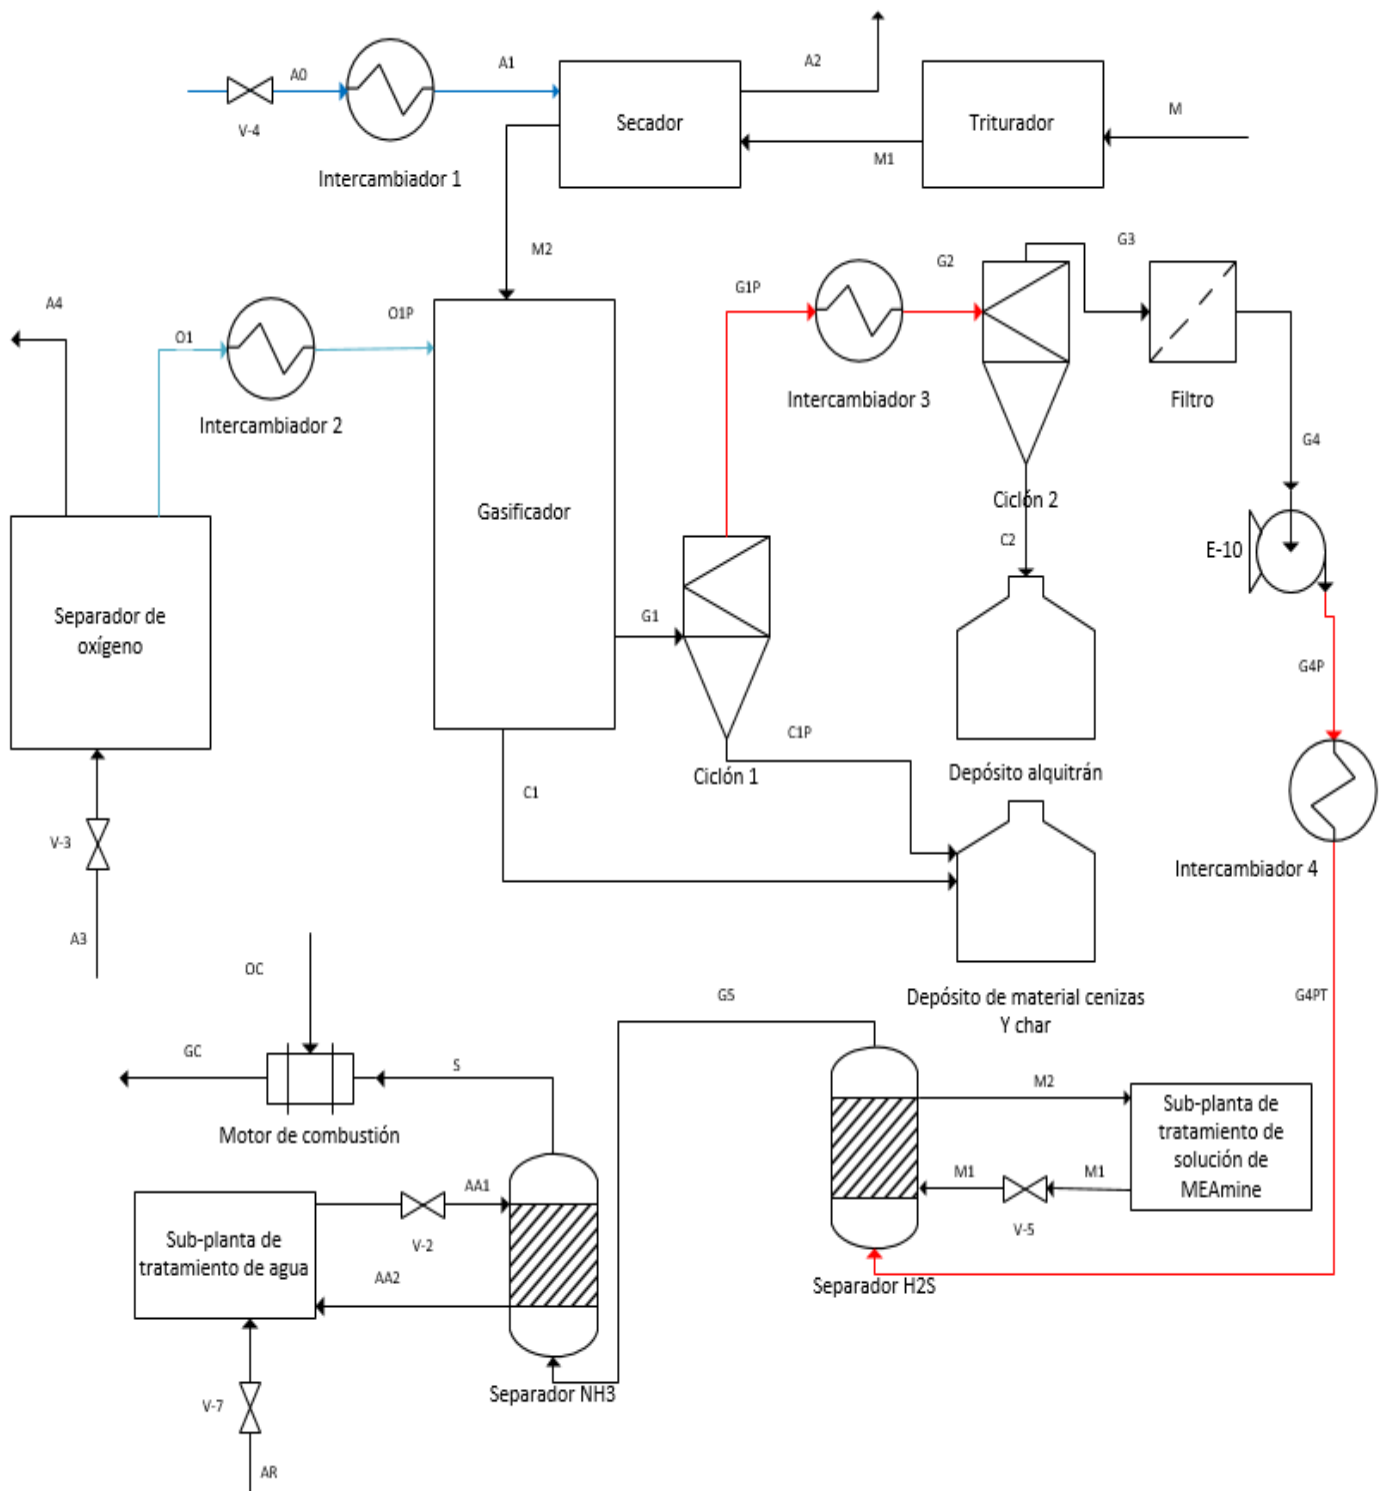 A0
A1
A2
V-4
Intercambiador 1
Secador
Triturador
M
M1
M2
A4
O1
O1P
Intercambiador 2
Gasificador
G1P
G2
G3
Intercambiador 3
Filtro
G4
Ciclón 2
C2
E-10
Separador de
oxígeno
G1
G4P
C1P
Ciclón 1
Depósito alquitrán
C1
V-3
A3
Intercambiador 4
Depósito de material cenizas
Y char
G4PT
OC
G5
GC
S
Motor de combustión
M2
Sub-planta de
tratamiento de
solución de
MEAmine
M1
M1
V-5
Separador H2S
AA1
V-2
Sub-planta de
tratamiento de agua
AA2
Separador NH3
V-7
AR